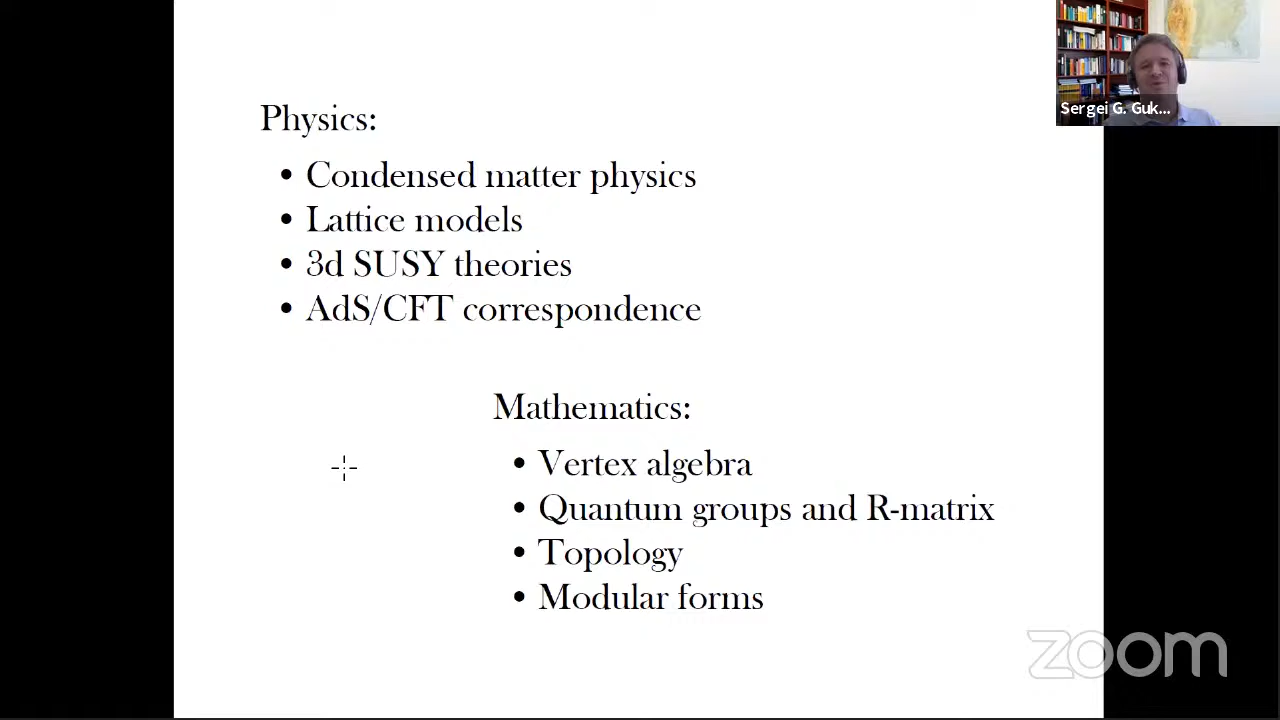 Sergei G. Guk...
Physics:
• Condensed matter physics
• Lattice models
• 3d SUSY theories
• AdS/CFT correspondence
Mathematics:
• Vertex algebra
• Quantum groups and R-matrix
• Topology
• Modular forms
zoom